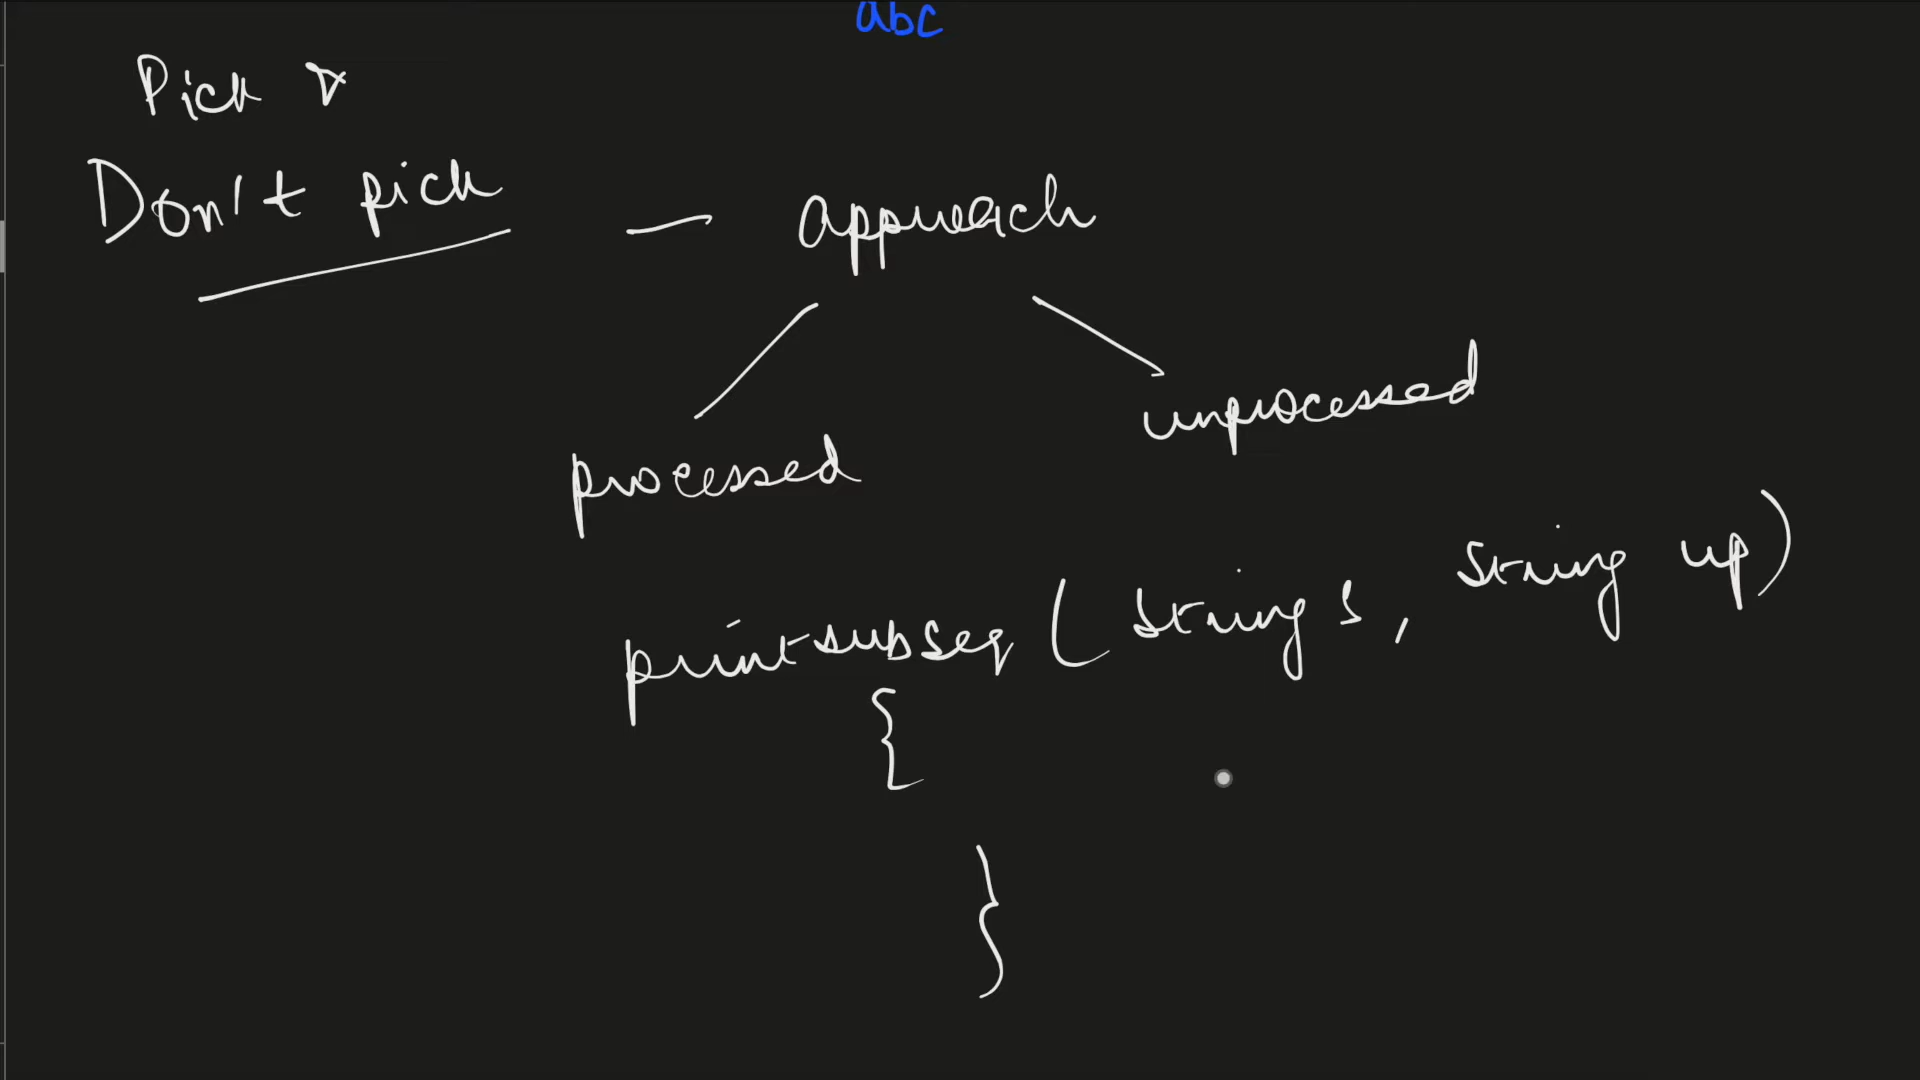 abc
Pick &
Don't pick — approach
processed unprocessed
printsubseq (String s, String up)
{
}